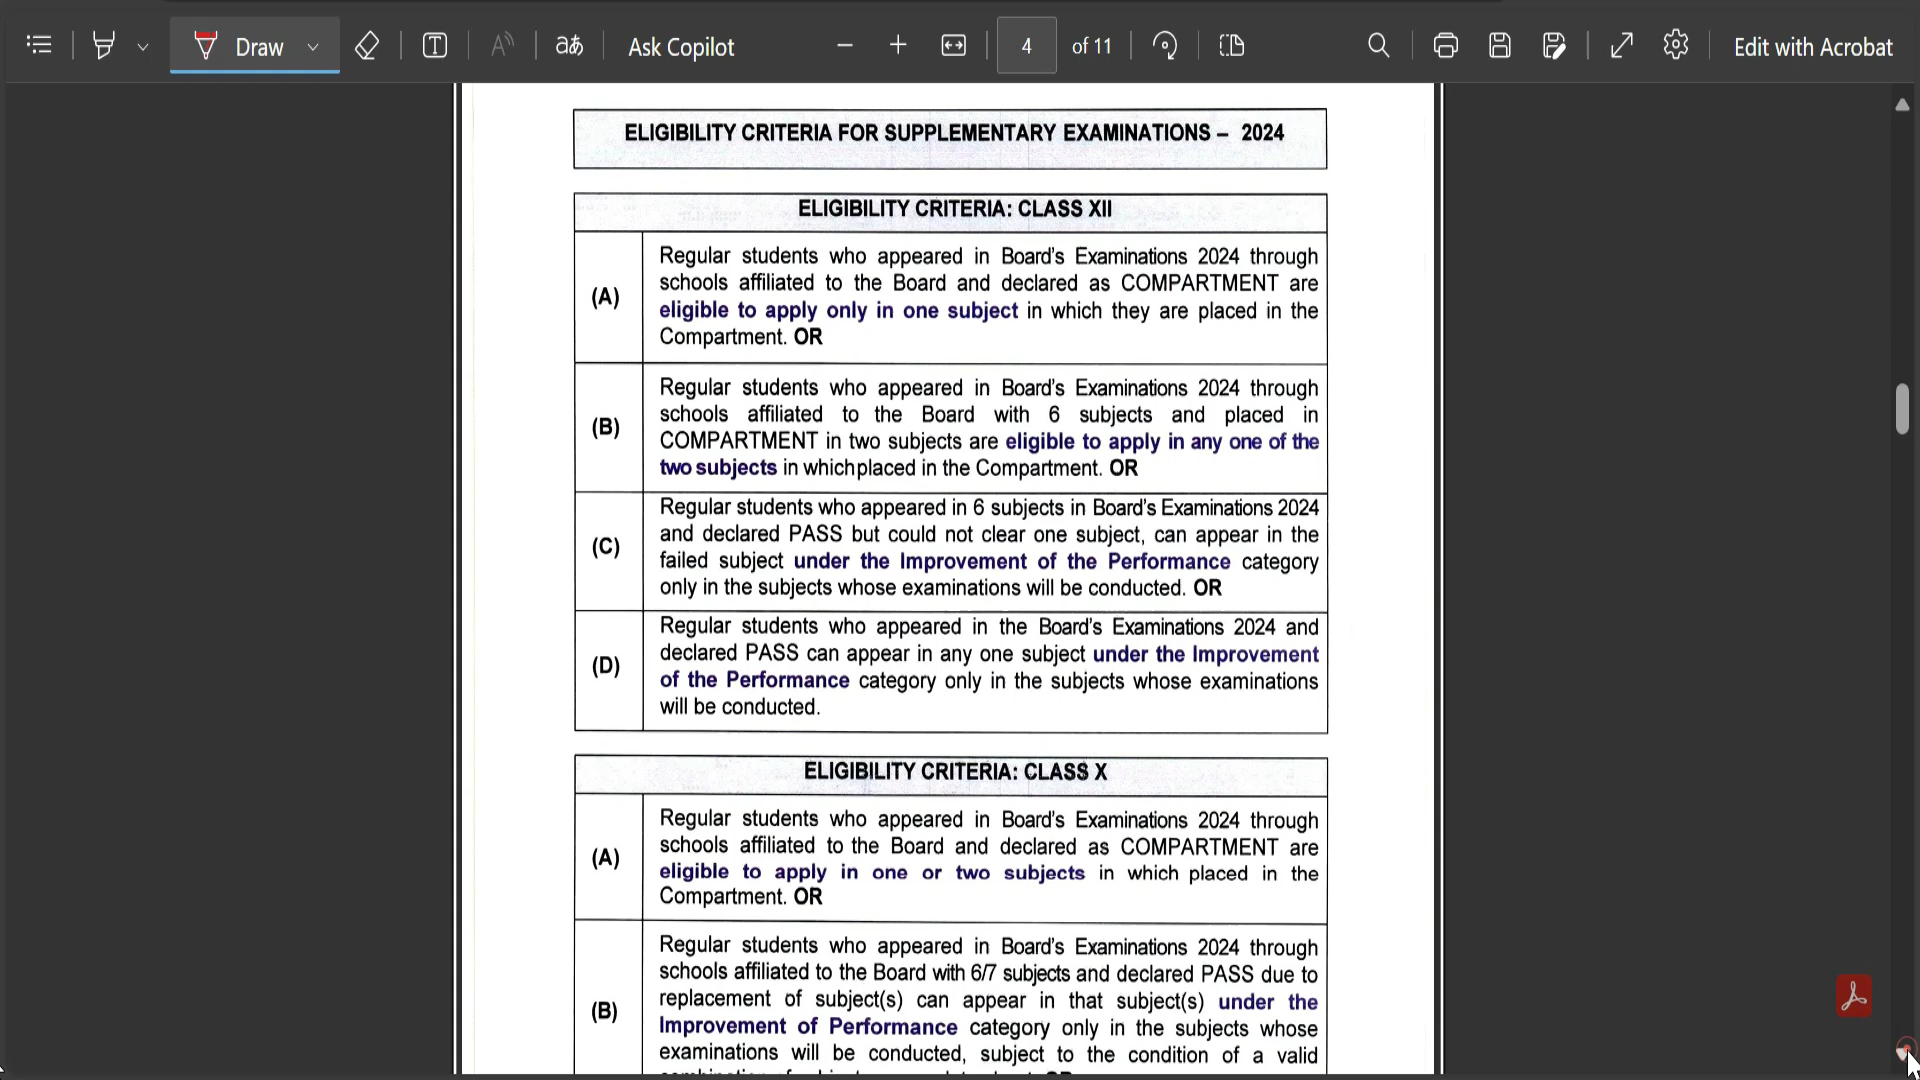 Draw
aあ
Ask Copilot
4 of 11
Edit with Acrobat
ELIGIBILITY CRITERIA FOR SUPPLEMENTARY EXAMINATIONS – 2024
ELIGIBILITY CRITERIA: CLASS XII
(A)
Regular students who appeared in Board's Examinations 2024 through
schools affiliated to the Board and declared as COMPARTMENT are
eligible to apply only in one subject in which they are placed in the
Compartment. OR
(B)
Regular students who appeared in Board's Examinations 2024 through
schools affiliated to the Board with 6 subjects and placed in
COMPARTMENT in two subjects are eligible to apply in any one of the
two subjects in which placed in the Compartment. OR
(C)
Regular students who appeared in 6 subjects in Board's Examinations 2024
and declared PASS but could not clear one subject, can appear in the
failed subject under the Improvement of the Performance category
only in the subjects whose examinations will be conducted. OR
(D)
Regular students who appeared in the Board's Examinations 2024 and
declared PASS can appear in any one subject under the Improvement
of the Performance category only in the subjects whose examinations
will be conducted.
ELIGIBILITY CRITERIA: CLASS X
(A)
Regular students who appeared in Board's Examinations 2024 through
schools affiliated to the Board and declared as COMPARTMENT are
eligible to apply in one or two subjects in which placed in the
Compartment. OR
(B)
Regular students who appeared in Board's Examinations 2024 through
schools affiliated to the Board with 6/7 subjects and declared PASS due to
replacement of subject(s) can appear in that subject(s) under the
Improvement of Performance category only in the subjects whose
examinations will be conducted, subject to the condition of a valid